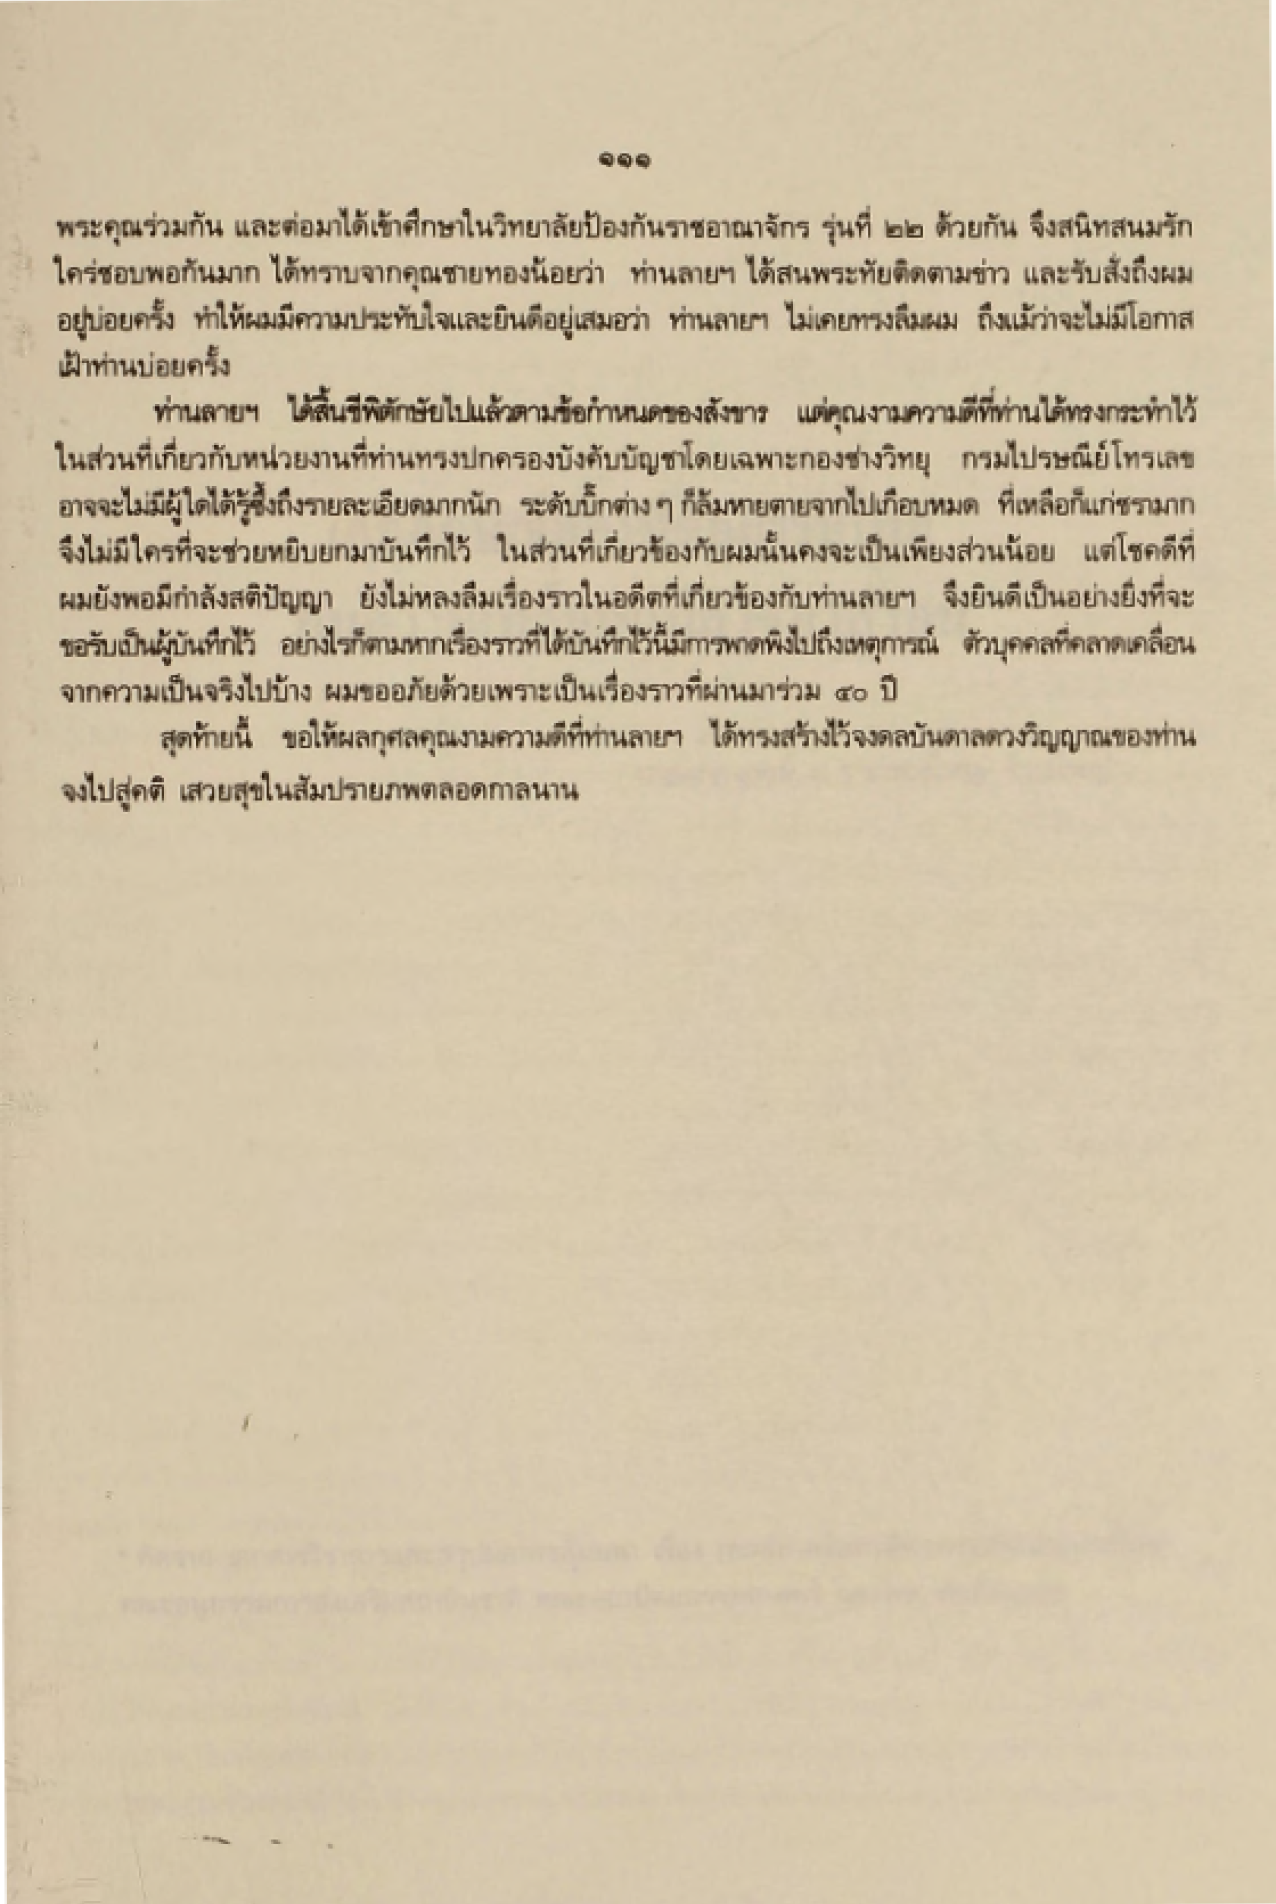 ๑๑๑
พระคุณร่วมกัน และต่อมาได้เข้าศึกษาในวิทยาลัยป้องกันราชอาณาจักร รุ่นที่ ๒๒ ด้วยกัน จึงสนิทสนมรัก
ใคร่ชอบพอกันมาก ได้ทราบจากคุณชายทองน้อยว่า ท่านลายฯ ได้สนพระทัยติดตามข่าว และรับสั่งถึงผม
อยู่บ่อยครั้ง ทำให้ผมมีความประทับใจและยินดีอยู่เสมอว่า ท่านลายฯ ไม่เคยทรงลืมผม ถึงแม้ว่าจะไม่มีโอกาส
เฝ้าท่านบ่อยครั้ง
ท่านลายฯ ได้สิ้นชีพิตักษัยไปแล้วตามข้อกำหนดของสังขาร แต่คุณงามความดีที่ท่านได้ทรงกระทำไว้
ในส่วนที่เกี่ยวกับหน่วยงานที่ท่านทรงปกครองบังคับบัญชาโดยเฉพาะกองช่างวิทยุ กรมไปรษณีย์โทรเลข
อาจจะไม่มีผู้ใดได้รู้ซึ้งถึงรายละเอียดมากนัก ระดับบิ๊กต่าง ๆ ก็ล้มหายตายจากไปเกือบหมด ที่เหลือก็แก่ชรามาก
จึงไม่มีใครที่จะช่วยหยิบยกมาบันทึกไว้ ในส่วนที่เกี่ยวข้องกับผมนั้นคงจะเป็นเพียงส่วนน้อย แต่โชคดีที่
ผมยังพอมีกำลังสติปัญญา ยังไม่หลงลืมเรื่องราวในอดีตที่เกี่ยวข้องกับท่านลายฯ จึงยินดีเป็นอย่างยิ่งที่จะ
ขอรับเป็นผู้บันทึกไว้ อย่างไรก็ตามหากเรื่องราวที่ได้บันทึกไว้นี้มีการพาดพิงไปถึงเหตุการณ์ ตัวบุคคลที่คลาดเคลื่อน
จากความเป็นจริงไปบ้าง ผมขออภัยด้วยเพราะเป็นเรื่องราวที่ผ่านมาร่วม ๔๐ ปี
สุดท้ายนี้ ขอให้ผลกุศลคุณงามความดีที่ท่านลายฯ ได้ทรงสร้างไว้จงดลบันดาลดวงวิญญาณของท่าน
จงไปสู่คติ เสวยสุขในสัมปรายภพตลอดกาลนาน